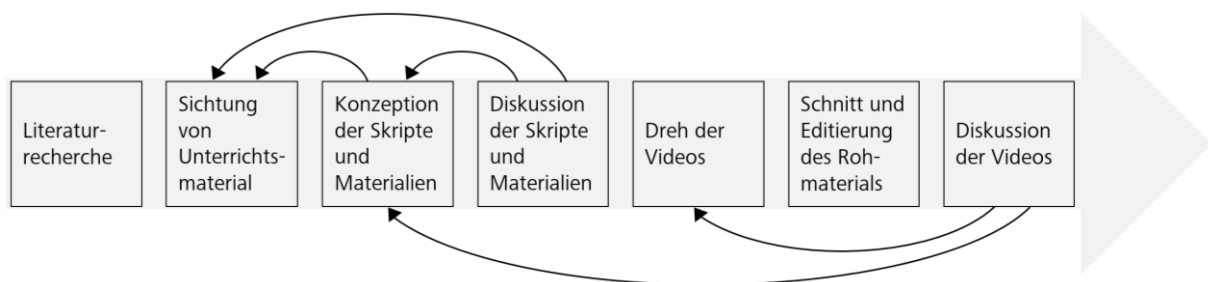 Literatur-
recherche
Sichtung
von
Unterrichts-
material
Konzeption
der Skripte
und
Materialien
Diskussion
der Skripte
und
Materialien
Dreh der
Videos
Schnitt und
Editierung
des Roh-
materials
Diskussion
der Videos